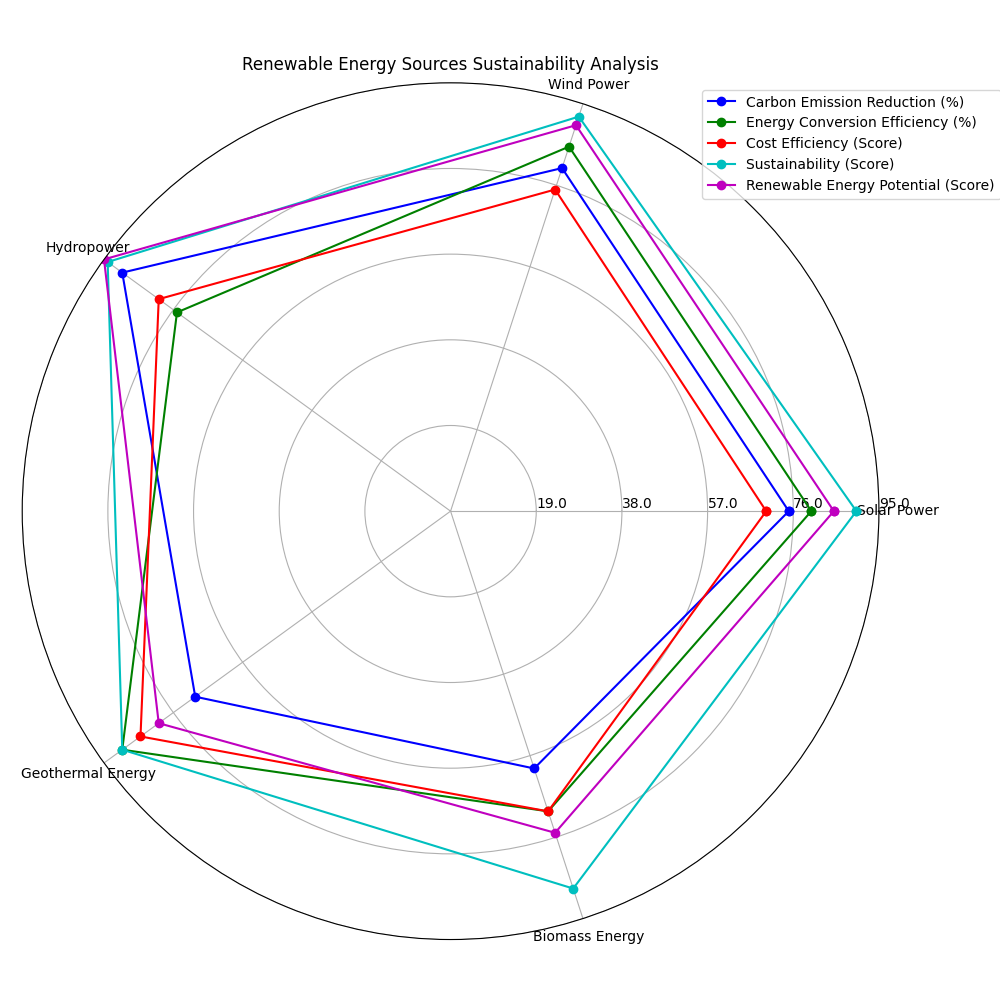 Renewable Energy Sources Sustainability Analysis
Wind Power
Carbon Emission Reduction (%)
Energy Conversion Efficiency (%)
Cost Efficiency (Score)
Sustainability (Score)
Renewable Energy Potential (Score)
Hydropower
19.0
38.0
57.0
76.0
95.0
Solar Power
Geothermal Energy
Biomass Energy